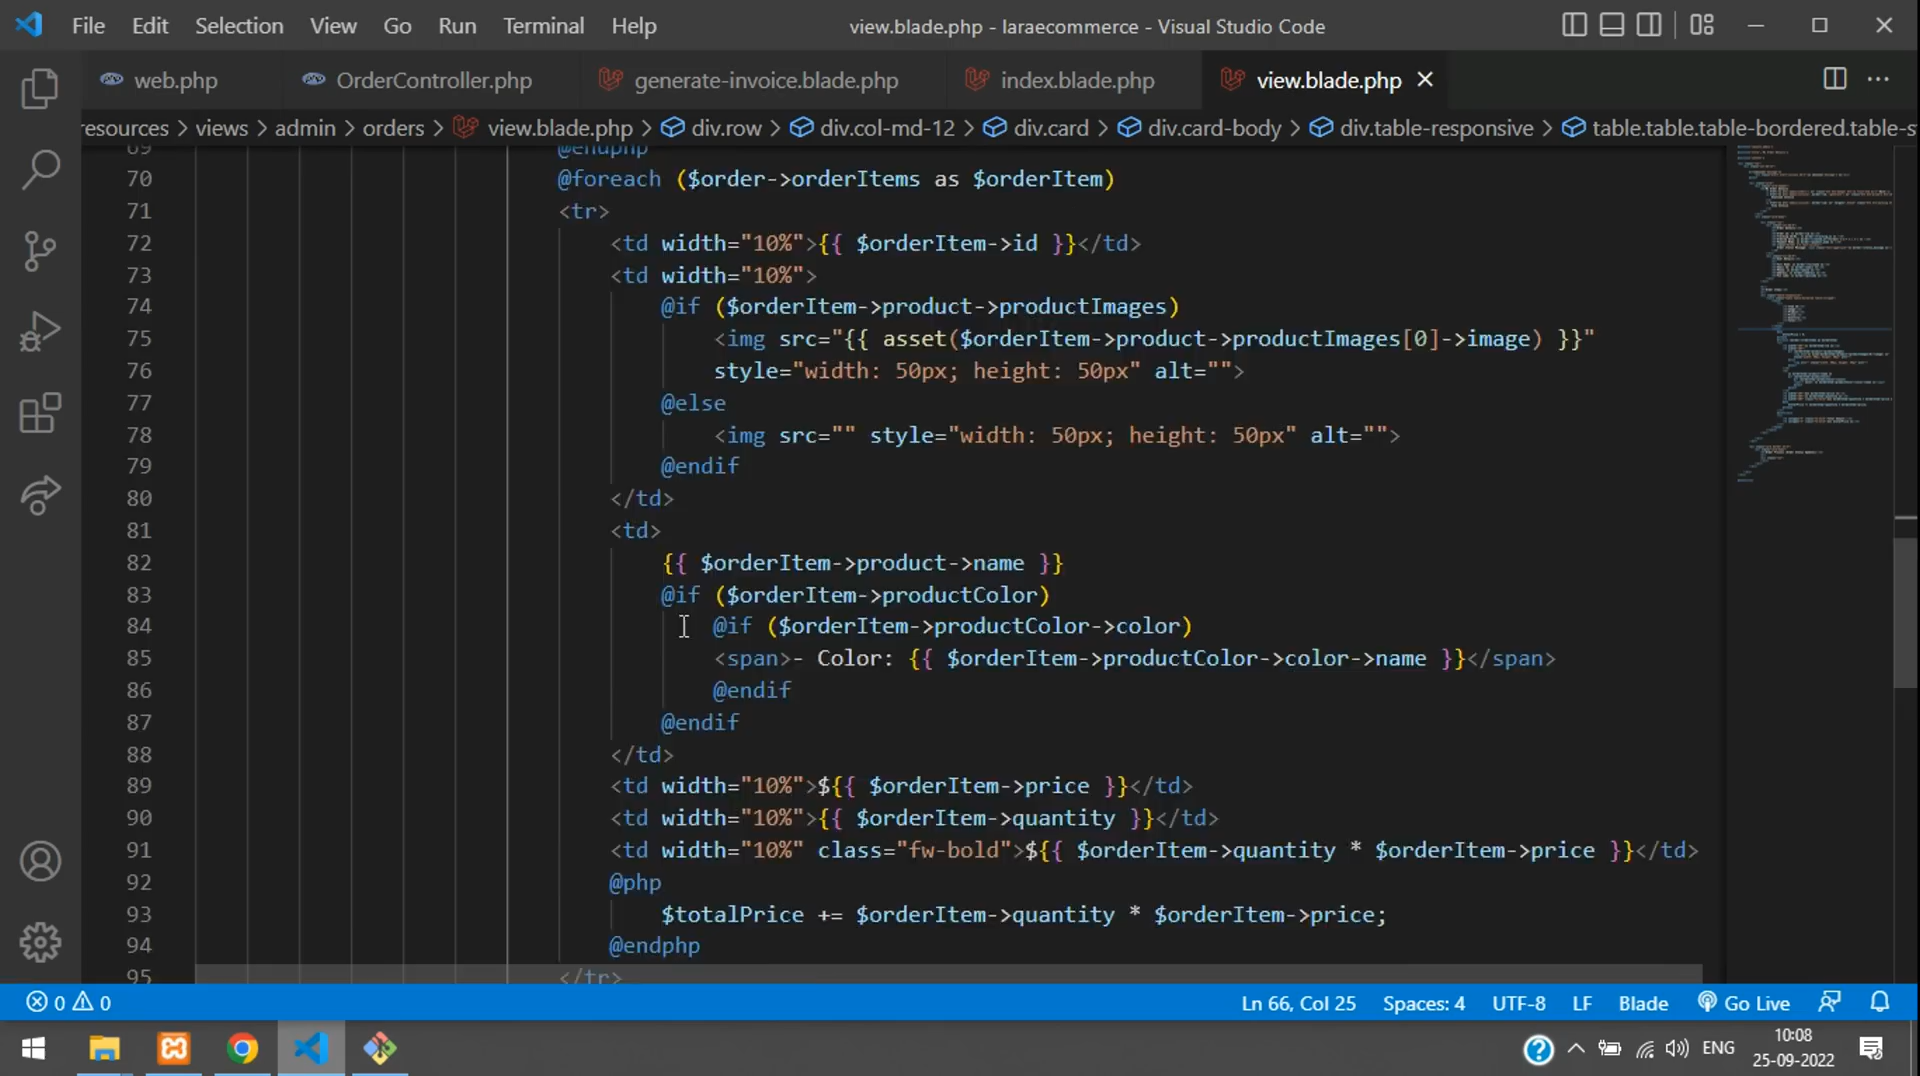 File Edit Selection View Go Run Terminal Help view.blade.php - laraecommerce - Visual Studio Code
web.php OrderController.php generate-invoice.blade.php index.blade.php view.blade.php
resources > views > admin > orders > view.blade.php > div.row > div.col-md-12 > div.card > div.card-body > div.table-responsive > table.table.table-bordered.table-s
69 @endphp
70 @foreach ($order->orderItems as $orderItem)
71 <tr>
72 <td width="10%">{{ $orderItem->id }}</td>
73 <td width="10%">
74 @if ($orderItem->product->productImages)
75 <img src="{{ asset($orderItem->product->productImages[0]->image) }}"
76 style="width: 50px; height: 50px" alt="">
77 @else
78 <img src="" style="width: 50px; height: 50px" alt="">
79 @endif
80 </td>
81 <td>
82 {{ $orderItem->product->name }}
83 @if ($orderItem->productColor)
84 @if ($orderItem->productColor->color)
85 <span>- Color: {{ $orderItem->productColor->color->name }}</span>
86 @endif
87 @endif
88 </td>
89 <td width="10%">${{ $orderItem->price }}</td>
90 <td width="10%">{{ $orderItem->quantity }}</td>
91 <td width="10%" class="fw-bold">${{ $orderItem->quantity * $orderItem->price }}</td>
92 @php
93 $totalPrice += $orderItem->quantity * $orderItem->price;
94 @endphp
95 </tr>
0 0 Ln 66, Col 25 Spaces: 4 UTF-8 LF Blade Go Live
ENG 10:08
25-09-2022